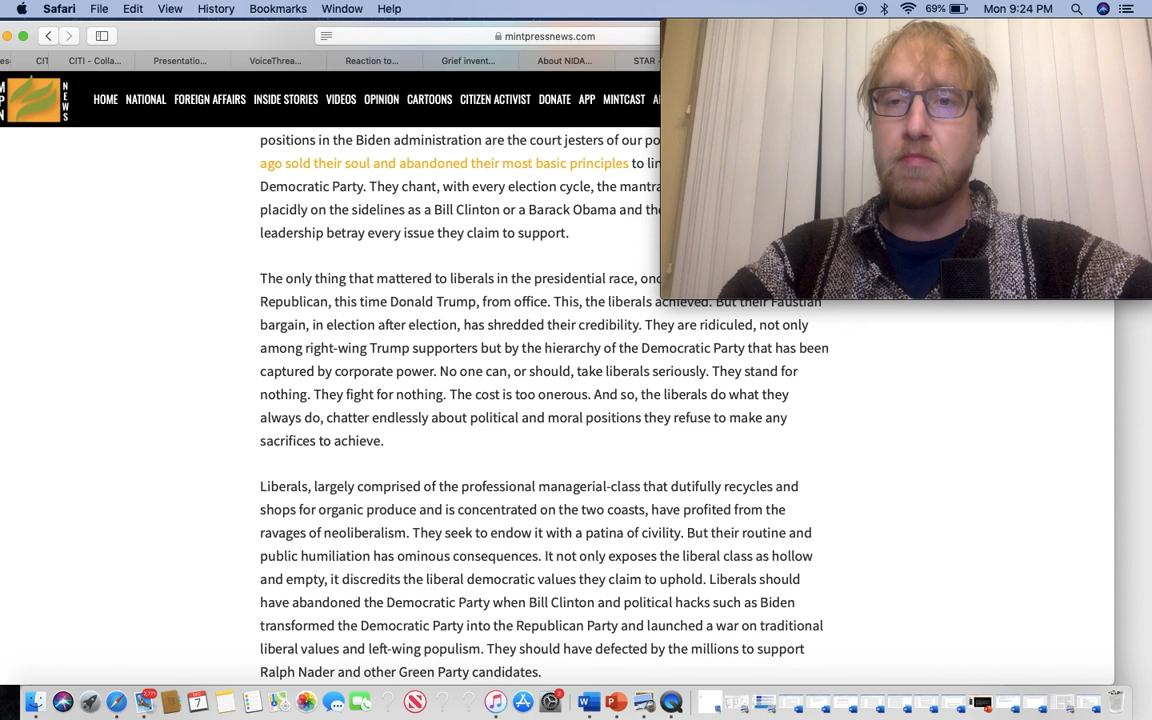 Safari File Edit View History Bookmarks Window Help 69% Mon 9:24 PM
mintpressnews.com
CIT CITI - Colla... Presentatio... VoiceThrea... Reaction to... Grief invent... About NIDA... STAR
NEWS HOME NATIONAL FOREIGN AFFAIRS INSIDE STORIES VIDEOS OPINION CARTOONS CITIZEN ACTIVIST DONATE APP MINTCAST
positions in the Biden administration are the court jesters of our
ago sold their soul and abandoned their most basic principles to
Democratic Party. They chant, with every election cycle, the mantra
placidly on the sidelines as a Bill Clinton or a Barack Obama and
leadership betray every issue they claim to support.
The only thing that mattered to liberals in the presidential race,
Republican, this time Donald Trump, from office. This, the liberals achieved. But their Faustian
bargain, in election after election, has shredded their credibility. They are ridiculed, not only
among right-wing Trump supporters but by the hierarchy of the Democratic Party that has been
captured by corporate power. No one can, or should, take liberals seriously. They stand for
nothing. They fight for nothing. The cost is too onerous. And so, the liberals do what they
always do, chatter endlessly about political and moral positions they refuse to make any
sacrifices to achieve.
Liberals, largely comprised of the professional managerial-class that dutifully recycles and
shops for organic produce and is concentrated on the two coasts, have profited from the
ravages of neoliberalism. They seek to endow it with a patina of civility. But their routine and
public humiliation has ominous consequences. It not only exposes the liberal class as hollow
and empty, it discredits the liberal democratic values they claim to uphold. Liberals should
have abandoned the Democratic Party when Bill Clinton and political hacks such as Biden
transformed the Democratic Party into the Republican Party and launched a war on traditional
liberal values and left-wing populism. They should have defected by the millions to support
Ralph Nader and other Green Party candidates.